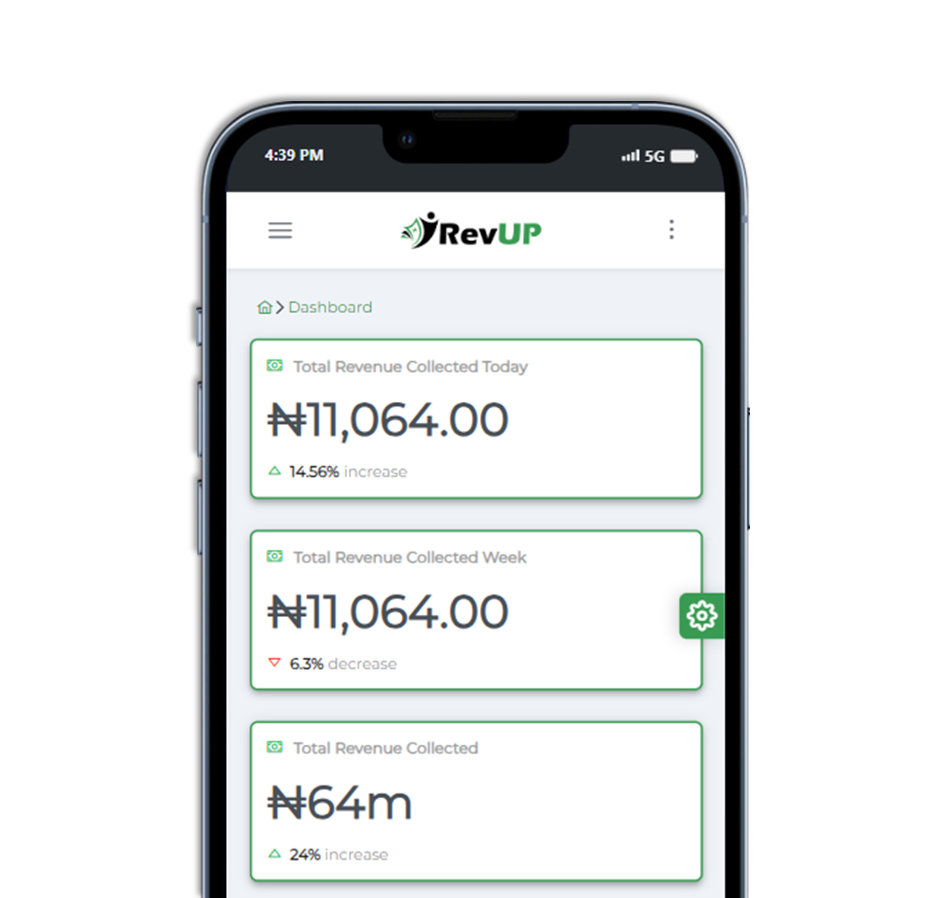 4:39 PM 5G
RevUP
Dashboard
Total Revenue Collected Today
₦11,064.00
14.56% increase
Total Revenue Collected Week
₦11,064.00
6.3% decrease
Total Revenue Collected
₦64m
24% increase